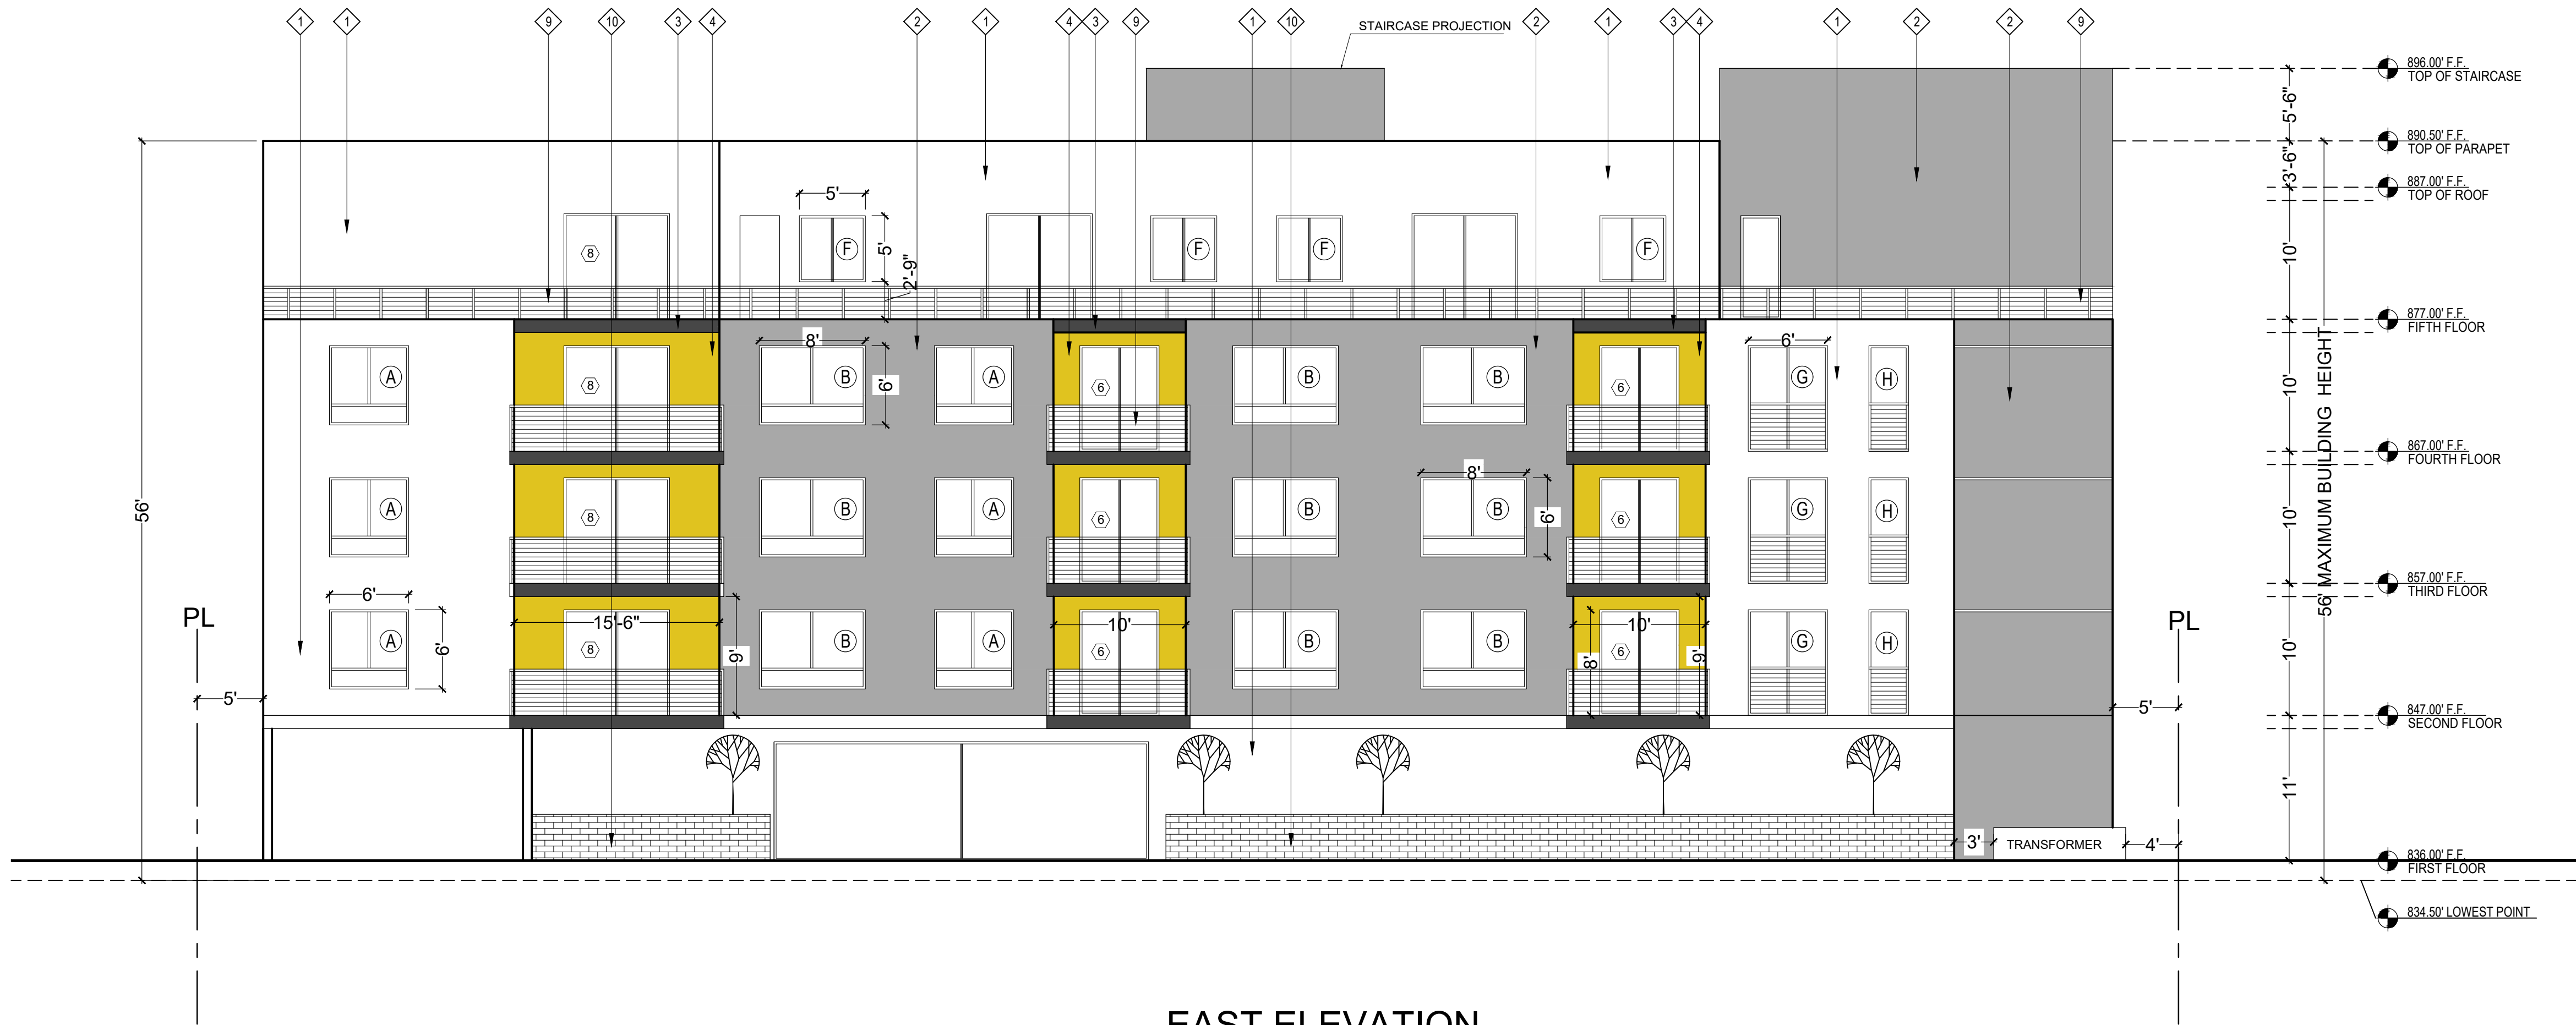 1 1 9 10 3 4 2 1 4 3 9 1 10 2 1 3 4 1 2 2 9
STAIRCASE PROJECTION
896.00' F.F.
TOP OF STAIRCASE
5'-6"
890.50' F.F.
TOP OF PARAPET
3'-6"
887.00' F.F.
TOP OF ROOF
5'
8 F F F F
5'
2'-9"
10'
877.00' F.F.
FIFTH FLOOR
8' 6'
A 8 B A 6 B B 6 G H
6'
10'
867.00' F.F.
FOURTH FLOOR
8'
A 8 B A 6 B B 6 G H
6'
10'
56'
56' MAXIMUM BUILDING HEIGHT
857.00' F.F.
THIRD FLOOR
6'
PL 15'-6" 10' 10' PL
A 8 B A 6 B B 6 G H
6' 9' 8' 9'
10'
5' 5'
847.00' F.F.
SECOND FLOOR
11'
3' TRANSFORMER 4'
836.00' F.F.
FIRST FLOOR
834.50' LOWEST POINT
EAST ELEVATION